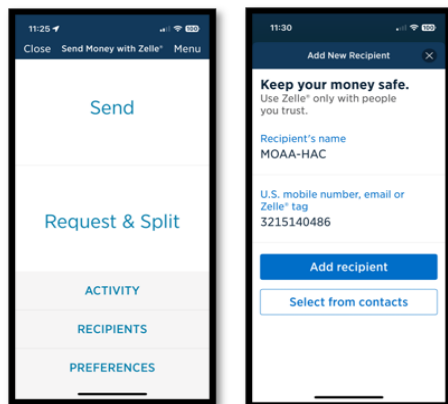 11:25
100
Close Send Money with Zelle® Menu
Send
Request & Split
ACTIVITY
RECIPIENTS
PREFERENCES
11:30
100
Add New Recipient
Keep your money safe.
Use Zelle® only with people
you trust.
Recipient's name
MOAA-HAC
U.S. mobile number, email or
Zelle® tag
3215140486
Add recipient
Select from contacts